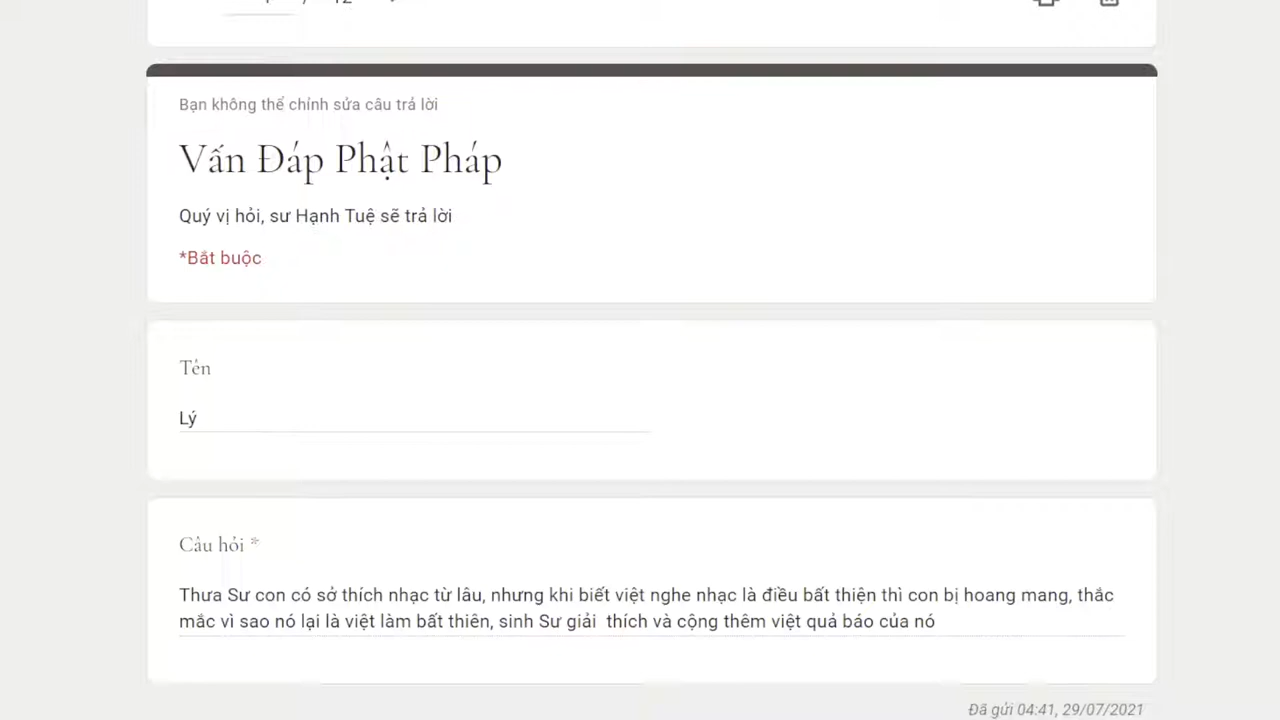 Bạn không thể chỉnh sửa câu trả lời
Vấn Đáp Phật Pháp
Quý vị hỏi, sư Hạnh Tuệ sẽ trả lời
*Bắt buộc
Tên
Lý
Câu hỏi *
Thưa Sư con có sở thích nhạc từ lâu, nhưng khi biết việt nghe nhạc là điều bất thiện thì con bị hoang mang, thắc
mắc vì sao nó lại là việt làm bất thiên, sinh Sư giải thích và cộng thêm việt quả báo của nó
Đã gửi 04:41, 29/07/2021